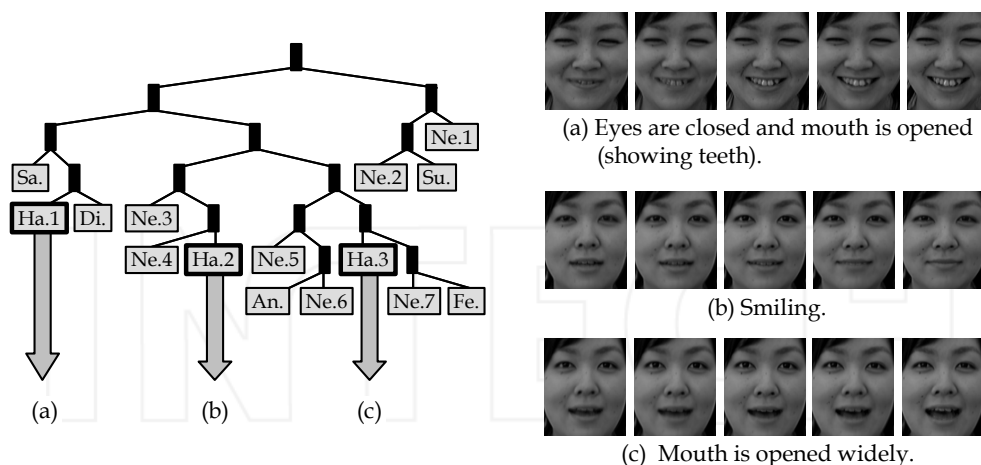 Ne.1
Sa.
Ne.2
Su.
Ha.1
Di.
Ne.3
Ne.4
Ha.2
Ne.5
Ha.3
An.
Ne.6
Ne.7
Fe.
(a)
(b)
(c)
(a) Eyes are closed and mouth is opened
(showing teeth).
(b) Smiling.
(c) Mouth is opened widely.
INTECH